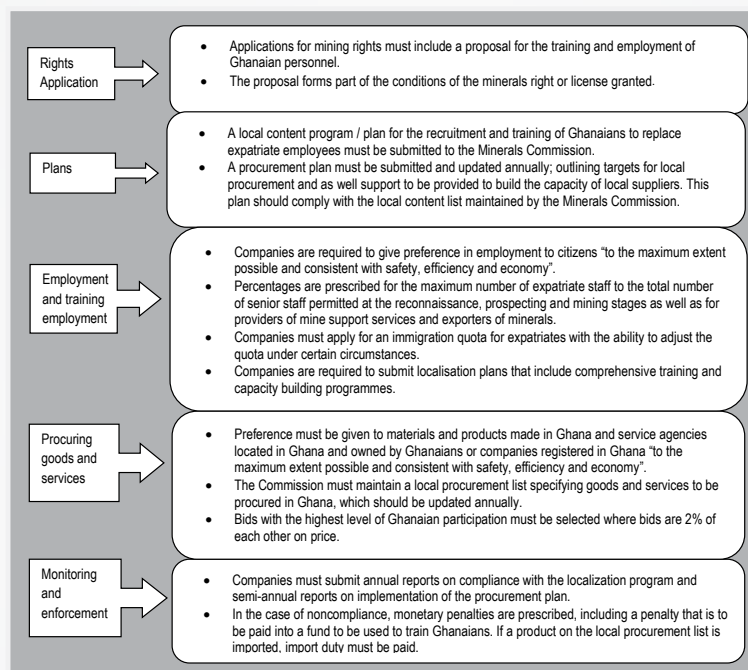 Rights
Application
• Applications for mining rights must include a proposal for the training and employment of
Ghanaian personnel.
• The proposal forms part of the conditions of the minerals right or license granted.
Plans
• A local content program / plan for the recruitment and training of Ghanaians to replace
expatriate employees must be submitted to the Minerals Commission.
• A procurement plan must be submitted and updated annually; outlining targets for local
procurement and as well support to be provided to build the capacity of local suppliers. This
plan should comply with the local content list maintained by the Minerals Commission.
Employment
and training
employment
• Companies are required to give preference in employment to citizens “to the maximum extent
possible and consistent with safety, efficiency and economy”.
• Percentages are prescribed for the maximum number of expatriate staff to the total number
of senior staff permitted at the reconnaissance, prospecting and mining stages as well as for
providers of mine support services and exporters of minerals.
• Companies must apply for an immigration quota for expatriates with the ability to adjust the
quota under certain circumstances.
• Companies are required to submit localisation plans that include comprehensive training and
capacity building programmes.
Procuring
goods and
services
• Preference must be given to materials and products made in Ghana and service agencies
located in Ghana and owned by Ghanaians or companies registered in Ghana “to the
maximum extent possible and consistent with safety, efficiency and economy”.
• The Commission must maintain a local procurement list specifying goods and services to be
procured in Ghana, which should be updated annually.
• Bids with the highest level of Ghanaian participation must be selected where bids are 2% of
each other on price.
Monitoring
and
enforcement
• Companies must submit annual reports on compliance with the localization program and
semi-annual reports on implementation of the procurement plan.
• In the case of noncompliance, monetary penalties are prescribed, including a penalty that is to
be paid into a fund to be used to train Ghanaians. If a product on the local procurement list is
imported, import duty must be paid.